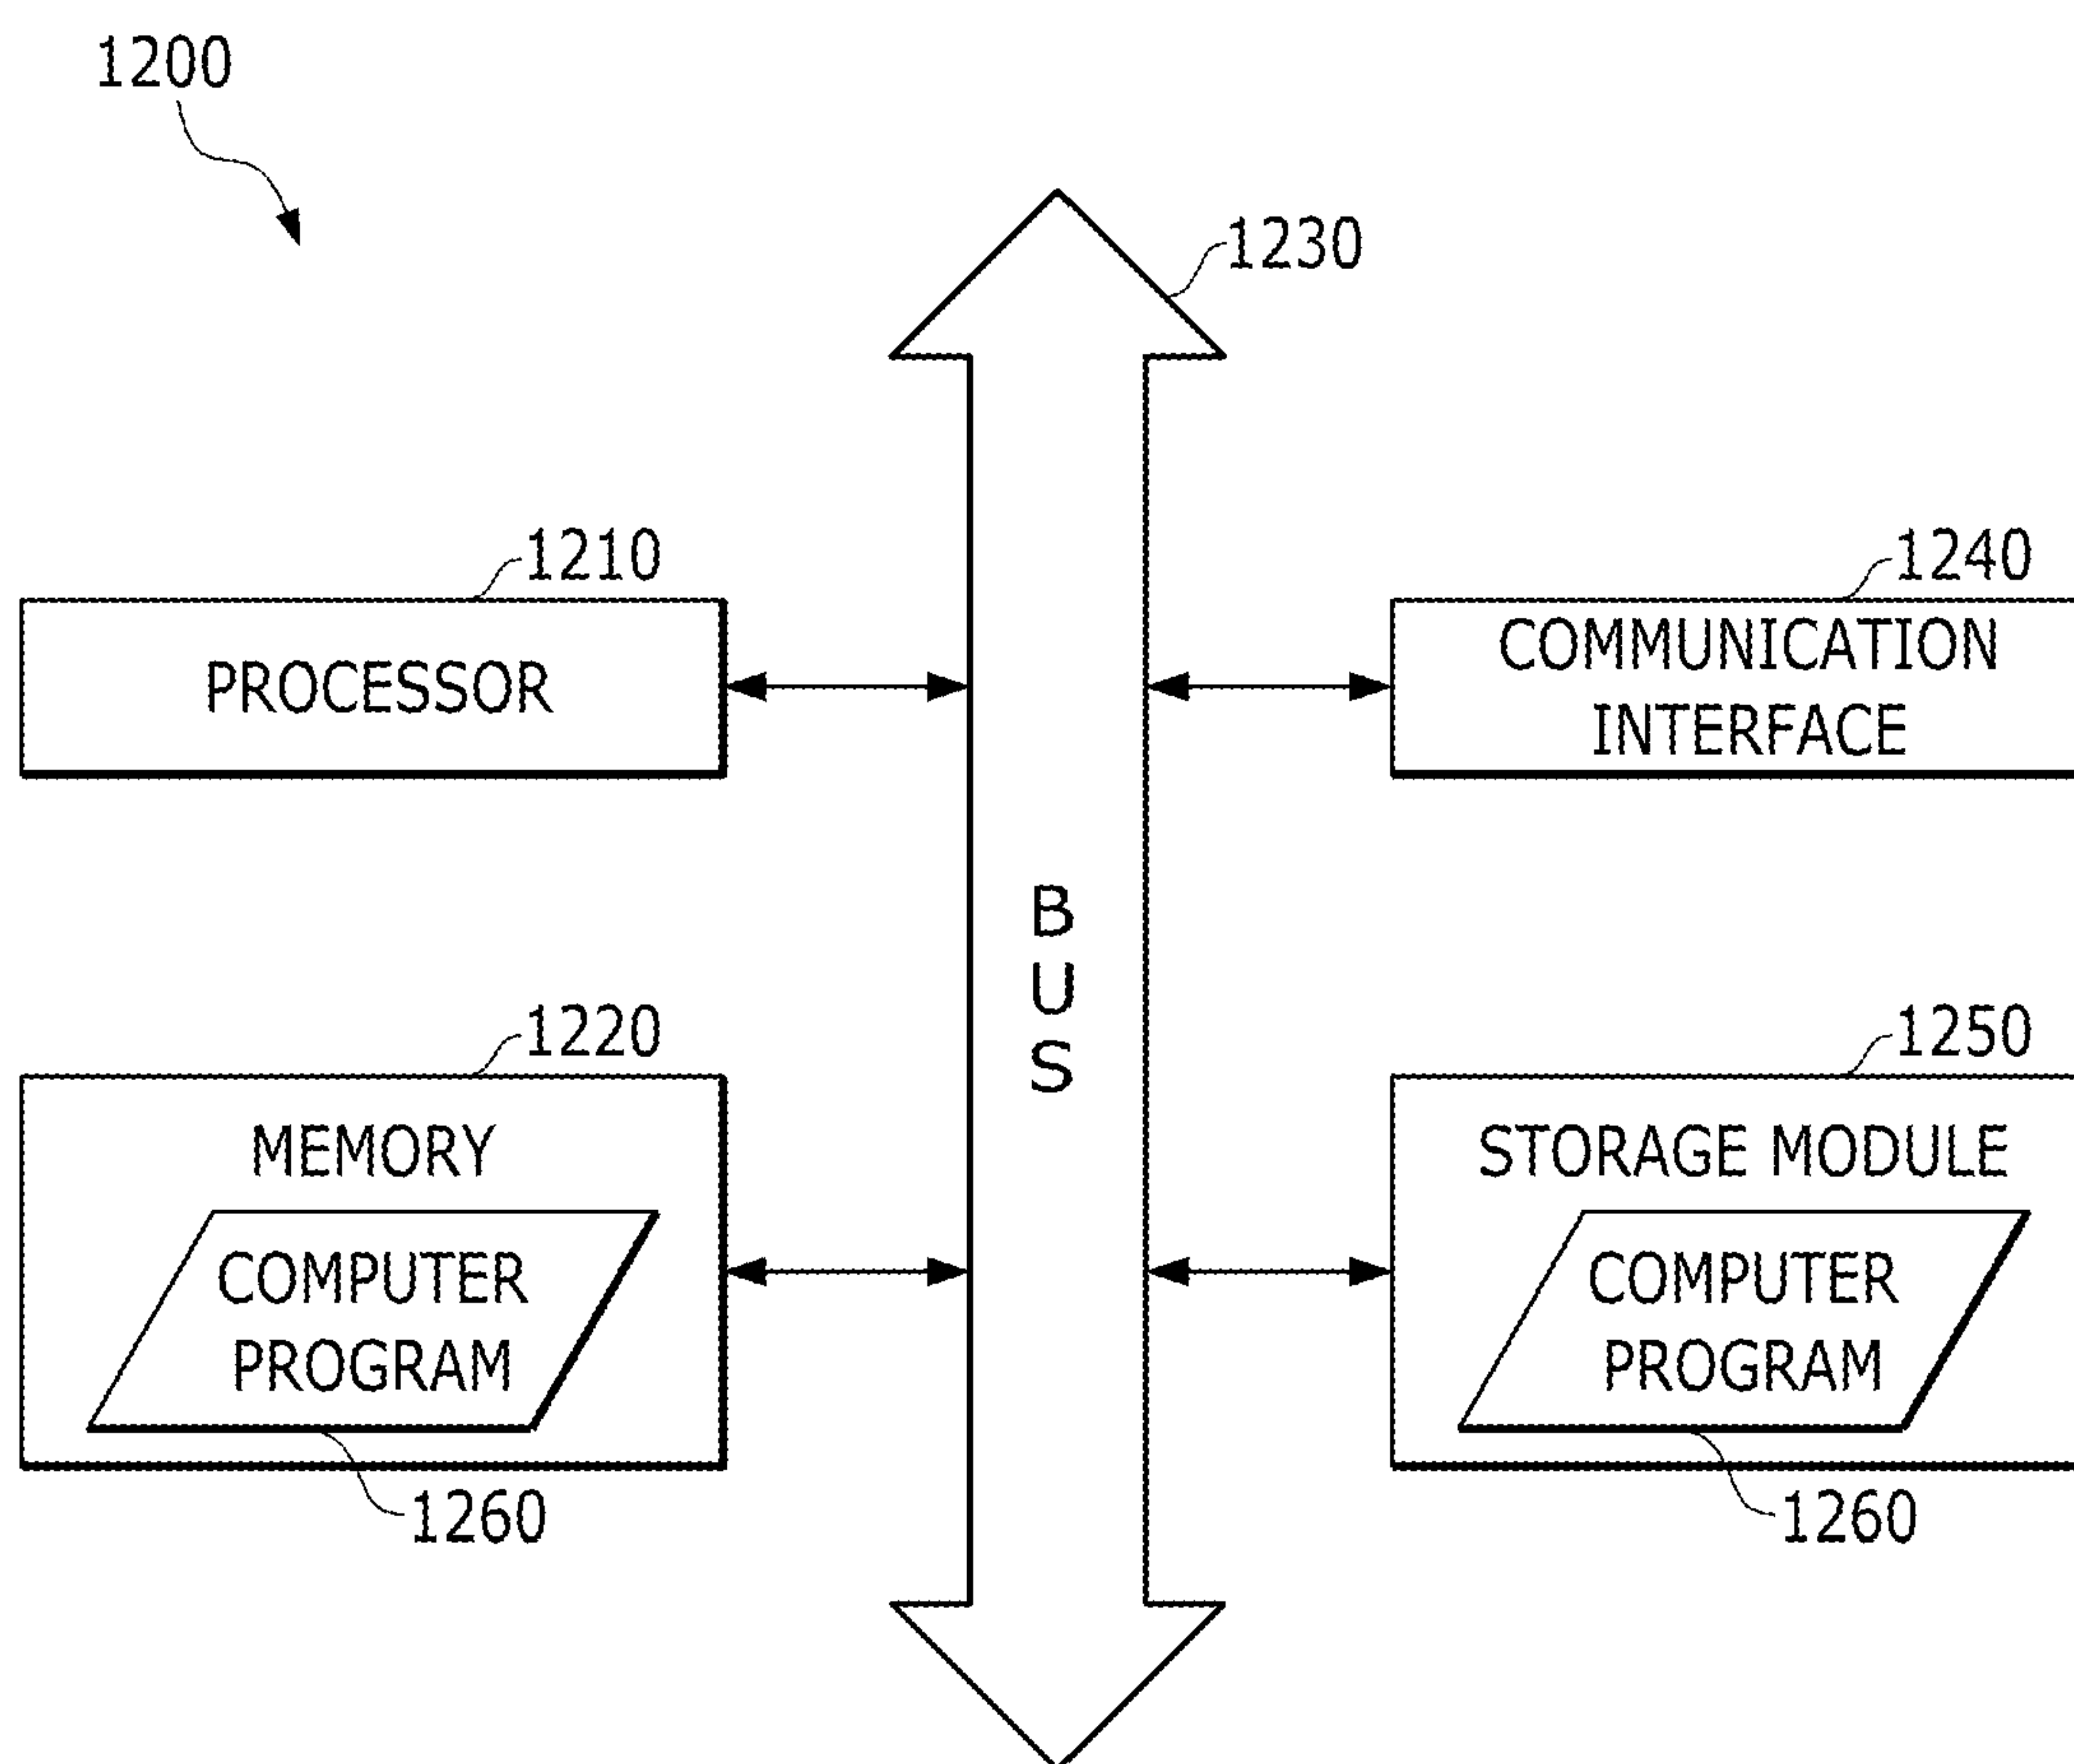 1200
1230
1210
PROCESSOR
1240
COMMUNICATION
INTERFACE
B
U
S
1220
MEMORY
COMPUTER
PROGRAM
1260
1250
STORAGE MODULE
COMPUTER
PROGRAM
1260